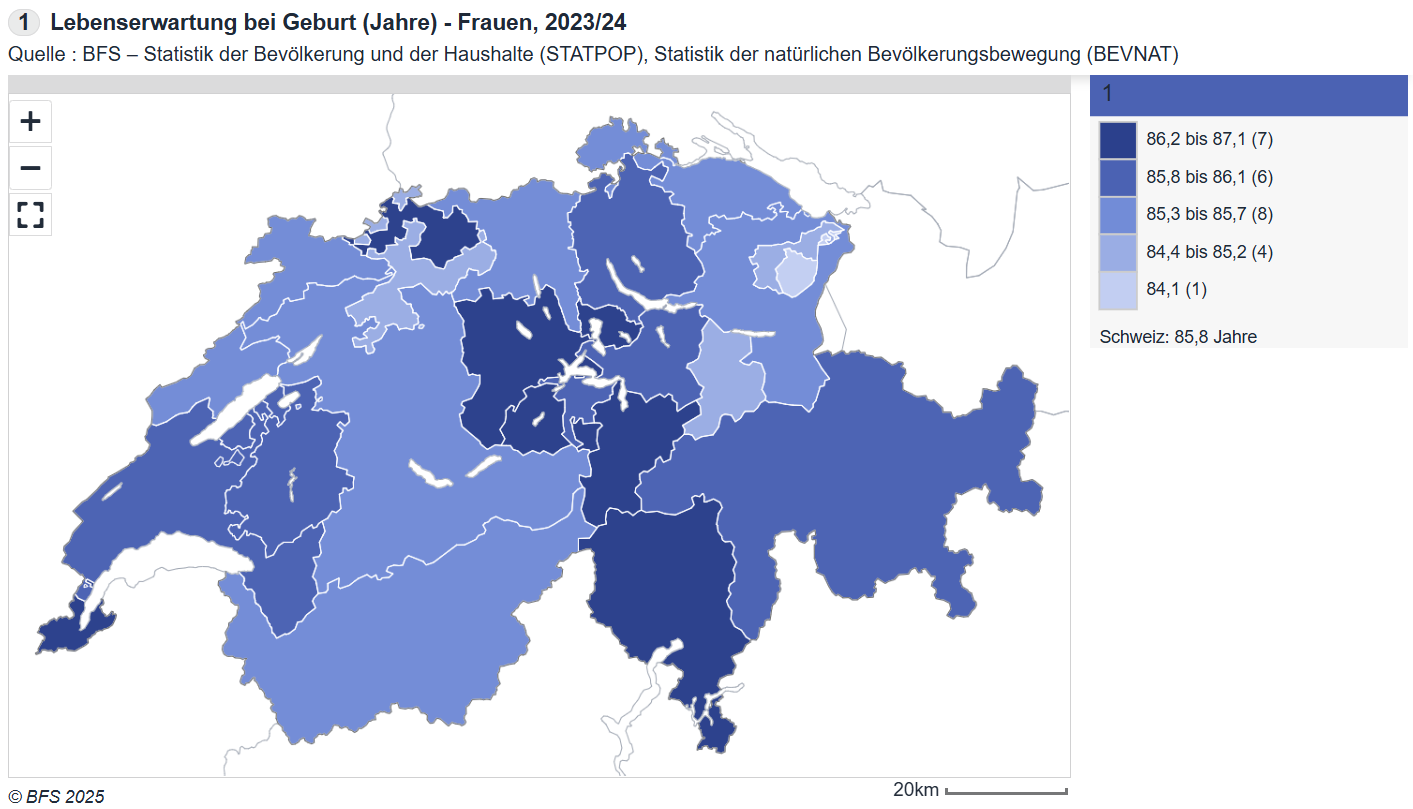 1 Lebenserwartung bei Geburt (Jahre) - Frauen, 2023/24
Quelle : BFS – Statistik der Bevölkerung und der Haushalte (STATPOP), Statistik der natürlichen Bevölkerungsbewegung (BEVNAT)
1
86,2 bis 87,1 (7)
85,8 bis 86,1 (6)
85,3 bis 85,7 (8)
84,4 bis 85,2 (4)
84,1 (1)
Schweiz: 85,8 Jahre
20km
© BFS 2025